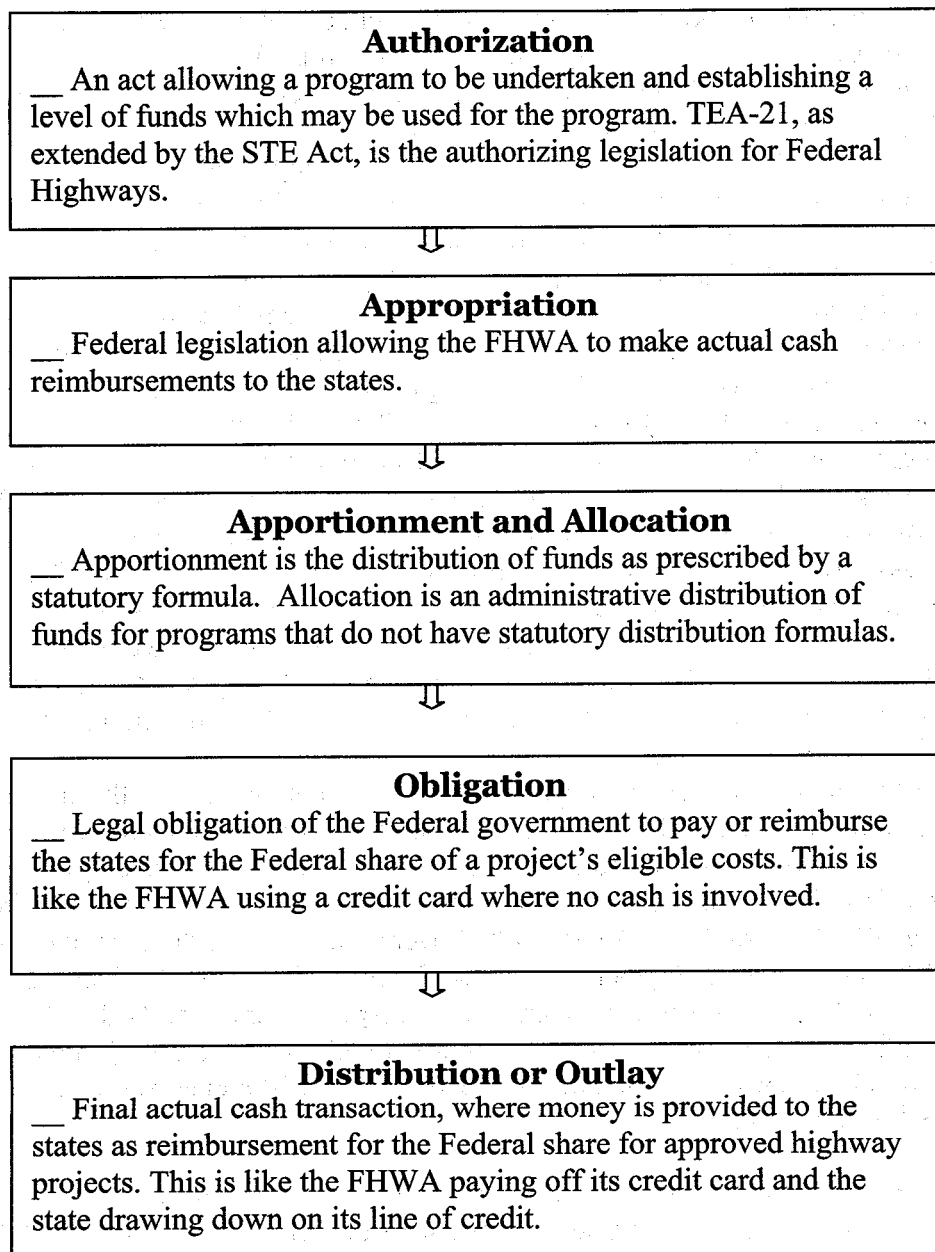 Authorization
__ An act allowing a program to be undertaken and establishing a
level of funds which may be used for the program. TEA-21, as
extended by the STE Act, is the authorizing legislation for Federal
Highways.
Appropriation
__ Federal legislation allowing the FHWA to make actual cash
reimbursements to the states.
Apportionment and Allocation
__ Apportionment is the distribution of funds as prescribed by a
statutory formula.  Allocation is an administrative distribution of
funds for programs that do not have statutory distribution formulas.
Obligation
__ Legal obligation of the Federal government to pay or reimburse
the states for the Federal share of a project's eligible costs. This is
like the FHWA using a credit card where no cash is involved.
Distribution or Outlay
__ Final actual cash transaction, where money is provided to the
states as reimbursement for the Federal share for approved highway
projects. This is like the FHWA paying off its credit card and the
state drawing down on its line of credit.